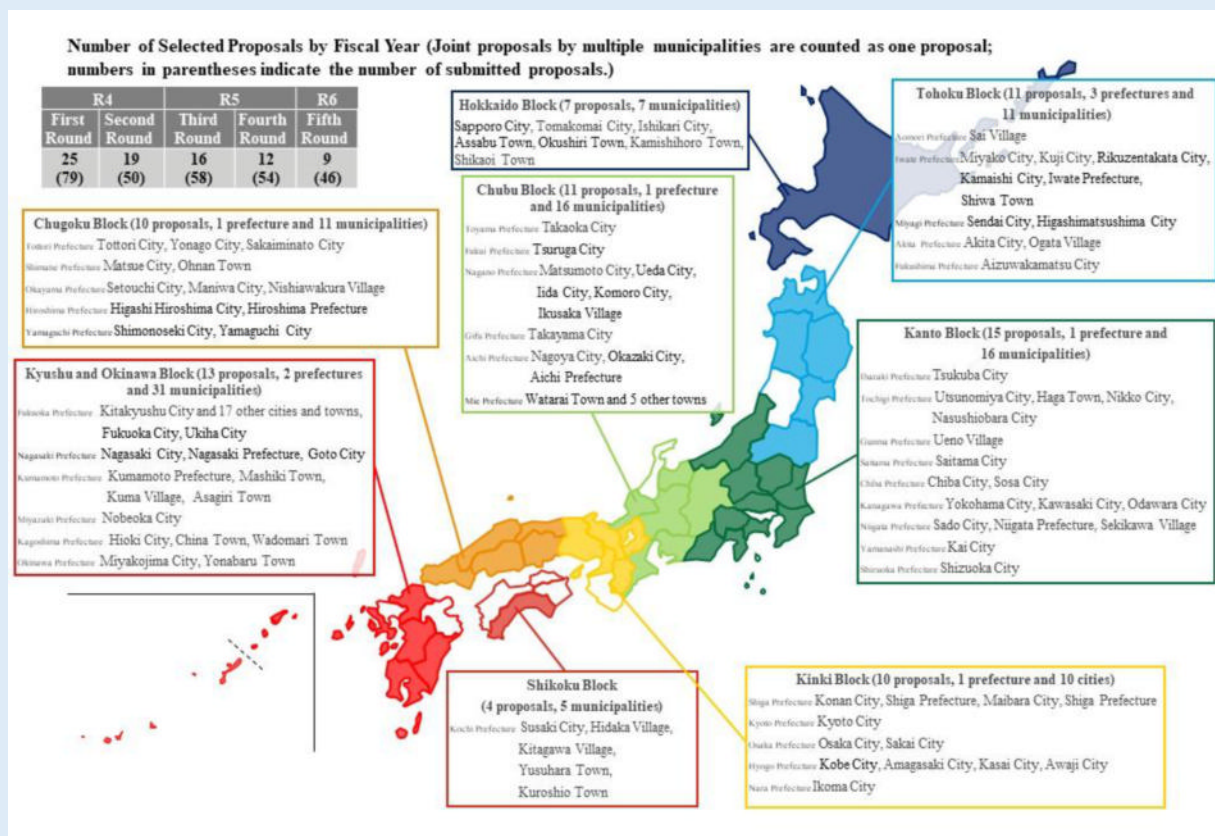 Number of Selected Proposals by Fiscal Year (Joint proposals by multiple municipalities are counted as one proposal;
numbers in parentheses indicate the number of submitted proposals.)
R4 R5 R6
First Round Second Round Third Round Fourth Round Fifth Round
25 19 16 12 9
(79) (50) (58) (54) (46)
Hokkaido Block (7 proposals, 7 municipalities)
Sapporo City, Tomakomai City, Ishikari City,
Assabu Town, Okushiri Town, Kamishihoro Town,
Shikaoi Town
Tohoku Block (11 proposals, 3 prefectures and
11 municipalities)
Aomori Prefecture Sai Village
Iwate Prefecture Miyako City, Kuji City, Rikuzentakata City,
Kamaishi City, Iwate Prefecture,
Shiwa Town
Miyagi Prefecture Sendai City, Higashimatsushima City
Akita Prefecture Akita City, Ogata Village
Fukushima Prefecture Aizuwakamatsu City
Chubu Block (11 proposals, 1 prefecture
and 16 municipalities)
Toyama Prefecture Takaoka City
Fukui Prefecture Tsuruga City
Nagano Prefecture Matsumoto City, Ueda City,
Iida City, Komoro City,
Ikusaka Village
Gifu Prefecture Takayama City
Aichi Prefecture Nagoya City, Okazaki City,
Aichi Prefecture
Mie Prefecture Watarai Town and 5 other towns
Chugoku Block (10 proposals, 1 prefecture and 11 municipalities)
Tottori Prefecture Tottori City, Yonago City, Sakaiminato City
Shimane Prefecture Matsue City, Ohnan Town
Okayama Prefecture Setouchi City, Maniwa City, Nishiawakura Village
Hiroshima Prefecture Higashi Hiroshima City, Hiroshima Prefecture
Yamaguchi Prefecture Shimonoseki City, Yamaguchi City
Kanto Block (15 proposals, 1 prefecture and
16 municipalities)
Ibaraki Prefecture Tsukuba City
Tochigi Prefecture Utsunomiya City, Haga Town, Nikko City,
Nasushiobara City
Gunma Prefecture Ueno Village
Saitama Prefecture Saitama City
Chiba Prefecture Chiba City, Sosa City
Kanagawa Prefecture Yokohama City, Kawasaki City, Odawara City
Niigata Prefecture Sado City, Niigata Prefecture, Sekikawa Village
Yamanashi Prefecture Kai City
Shizuoka Prefecture Shizuoka City
Kyushu and Okinawa Block (13 proposals, 2 prefectures
and 31 municipalities)
Fukuoka Prefecture Kitakyushu City and 17 other cities and towns,
Fukuoka City, Ukiha City
Nagasaki Prefecture Nagasaki City, Nagasaki Prefecture, Goto City
Kumamoto Prefecture Kumamoto Prefecture, Mashiki Town,
Kuma Village, Asagiri Town
Miyazaki Prefecture Nobeoka City
Kagoshima Prefecture Hioki City, China Town, Wadomari Town
Okinawa Prefecture Miyakojima City, Yonabaru Town
Shikoku Block
(4 proposals, 5 municipalities)
Kochi Prefecture Susaki City, Hidaka Village,
Kitagawa Village,
Yusuhara Town,
Kuroshio Town
Kinki Block (10 proposals, 1 prefecture and 10 cities)
Shiga Prefecture Konan City, Shiga Prefecture, Maibara City, Shiga Prefecture
Kyoto Prefecture Kyoto City
Osaka Prefecture Osaka City, Sakai City
Hyogo Prefecture Kobe City, Amagasaki City, Kasai City, Awaji City
Nara Prefecture Ikoma City